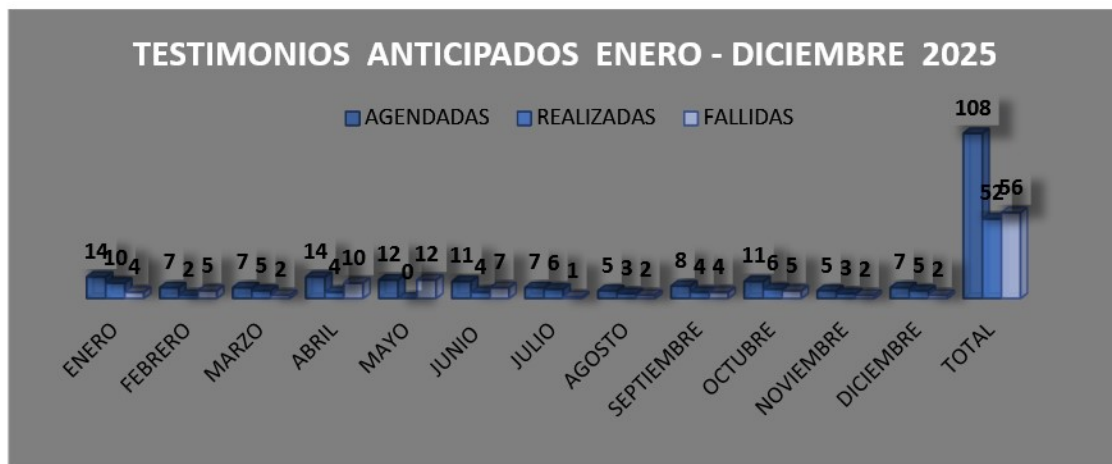 TESTIMONIOS ANTICIPADOS ENERO - DICIEMBRE 2025
AGENDADAS REALIZADAS FALLIDAS
14 10 4 7 2 5 7 5 2 14 4 10 12 0 12 11 4 7 7 6 1 5 3 2 8 4 4 11 6 5 5 3 2 7 5 2 108 52 56
ENERO FEBRERO MARZO ABRIL MAYO JUNIO JULIO AGOSTO SEPTIEMBRE OCTUBRE NOVIEMBRE DICIEMBRE TOTAL